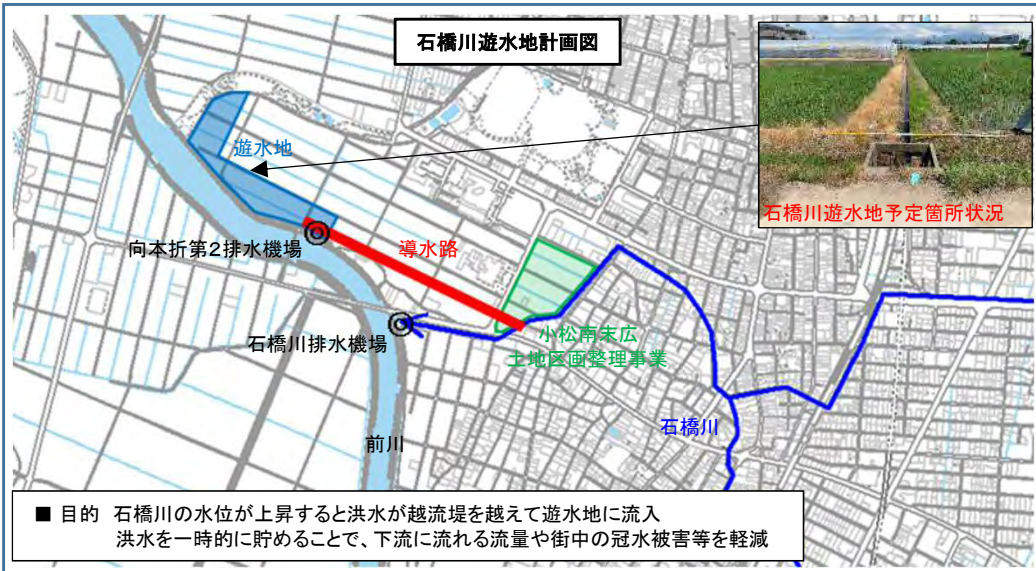 石橋川遊水地計画図
遊水地
石橋川遊水地予定箇所状況
向本折第2排水機場
導水路
石橋川排水機場
小松南末広
土地区画整理事業
石橋川
前川
■ 目的 石橋川の水位が上昇すると洪水が越流堤を越えて遊水地に流入
洪水を一時的に貯めることで、下流に流れる流量や街中の冠水被害等を軽減